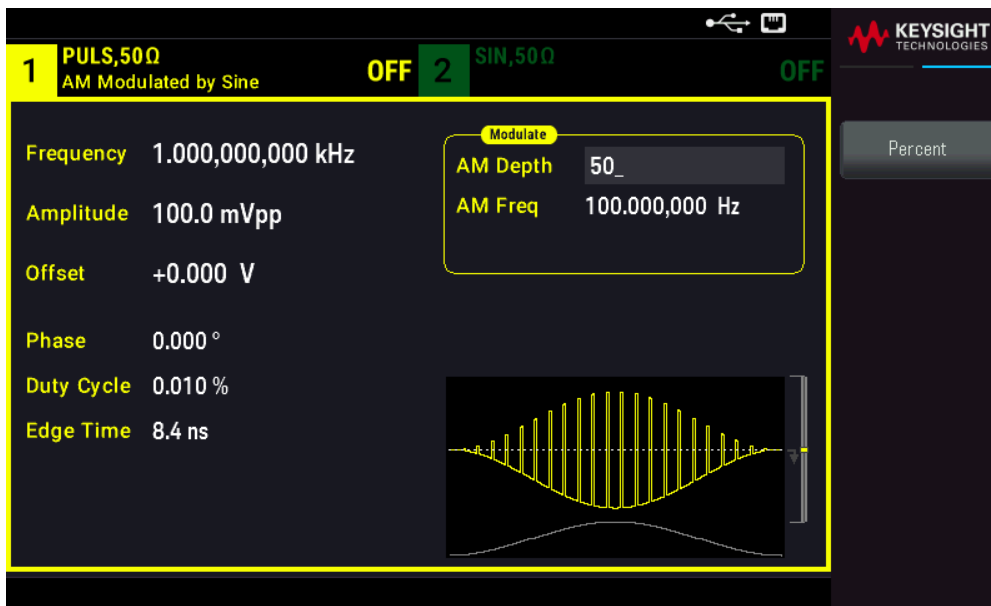 KEYSIGHT
TECHNOLOGIES
1 PULS,50Ω
AM Modulated by Sine
OFF
2 SIN,50Ω
OFF
Frequency 1.000,000,000 kHz
Amplitude 100.0 mVpp
Offset +0.000 V
Phase 0.000 °
Duty Cycle 0.010 %
Edge Time 8.4 ns
Modulate
AM Depth 50_
AM Freq 100.000,000 Hz
Percent